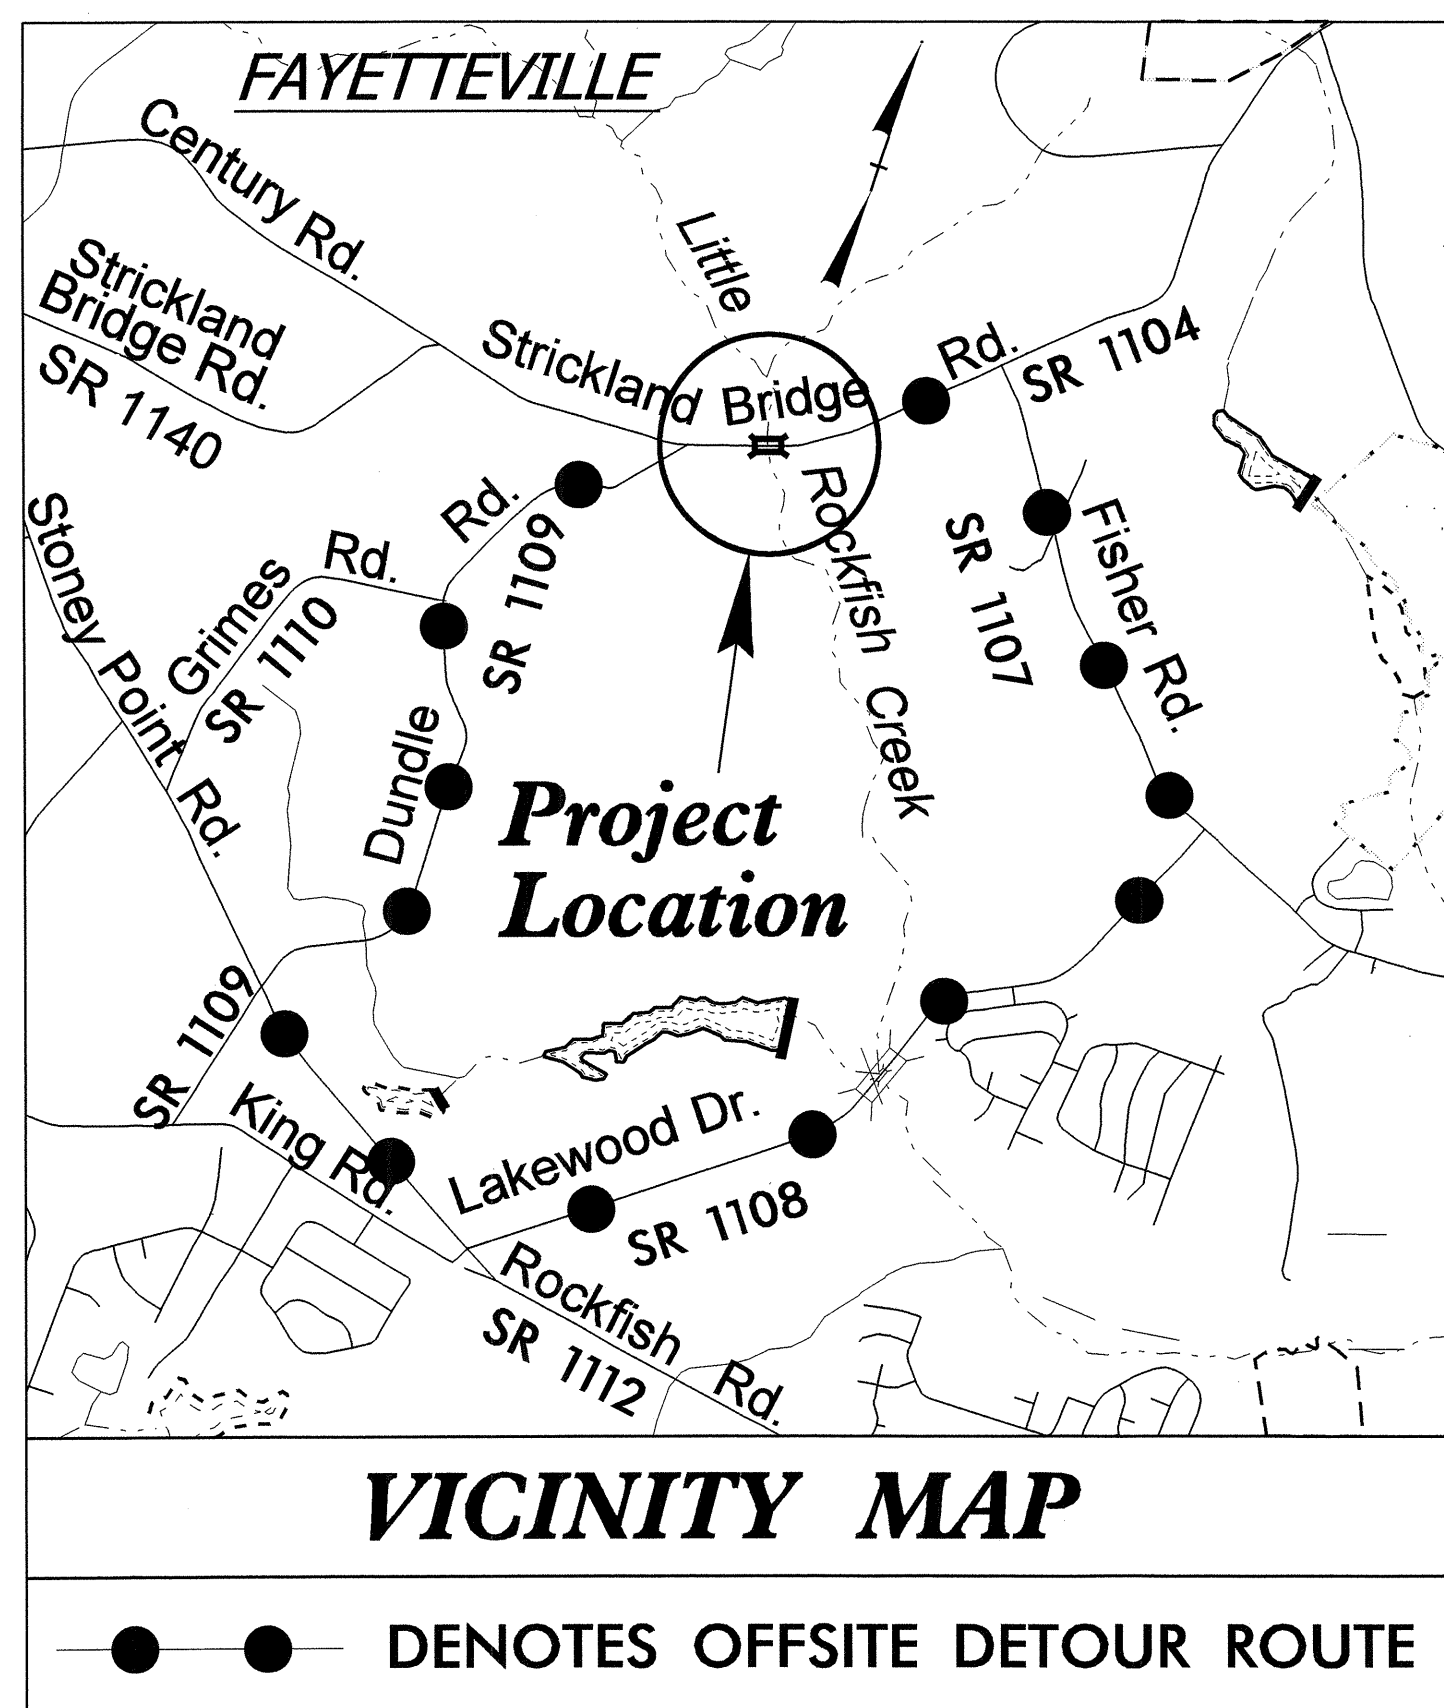 FAYETTEVILLE
Century Rd.
Strickland
Bridge Rd.
SR 1140
Little
Strickland Bridge Rd.
SR 1104
Rockfish Creek
Stoney Point Rd.
Grimes Rd.
SR 1110
Dundle Rd.
SR 1109
SR 1107
Fisher Rd.
Project
Location
SR 1109
King Rd.
Lakewood Dr.
SR 1108
Rockfish Rd.
SR 1112
VICINITY MAP
DENOTES OFFSITE DETOUR ROUTE